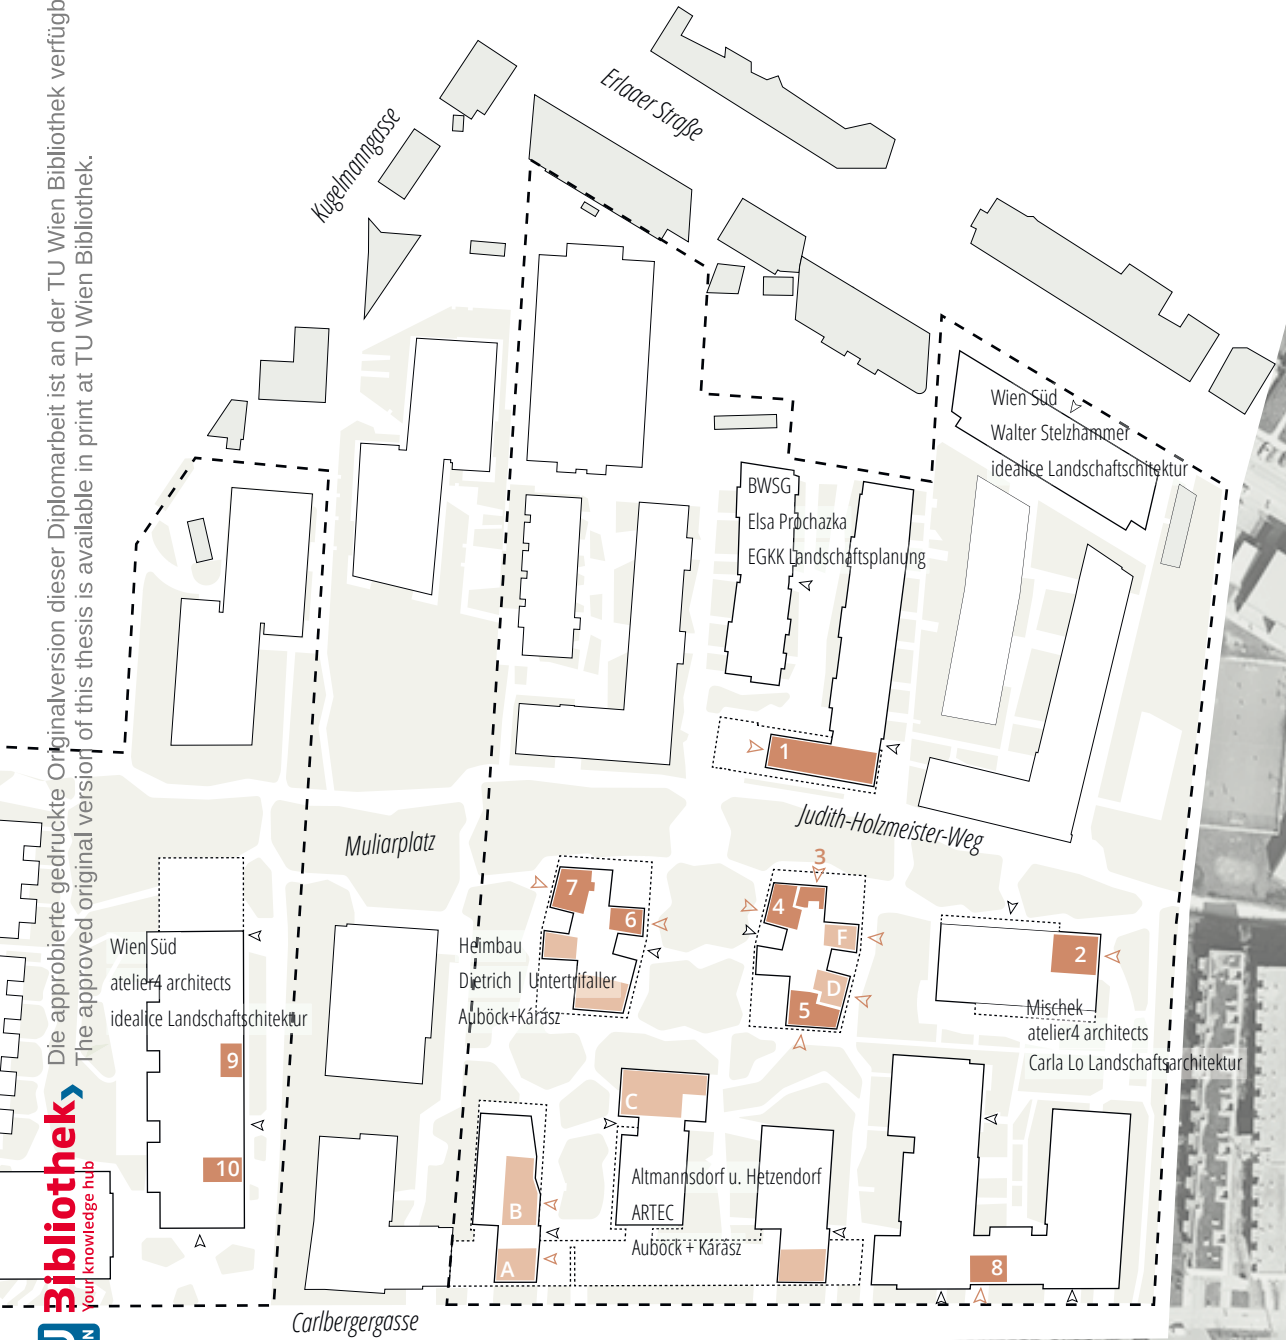 Die approbierte gedruckte Originalversion dieser Diplomarbeit ist an der TU Wien Bibliothek
The approved original version of this thesis is available in print at TU Wien Bibliothek.
Bibliothek
Your knowledge hub
Erlaaer Straße
Kugelmanngasse
Wien Süd
Walter Stelzhammer
idealice Landschaftschitektur
BWSG
Elsa Prochazka
EGKK Landschaftsplanung
1
Judith-Holzmeister-Weg
Muliarplatz
3
7
6
4
F
2
D
5
Wien Süd
atelier4 architects
idealice Landschaftschitektur
Heimbau
Dietrich | Untertrifaller
Auböck+Kárász
Mischek
atelier4 architects
Carla Lo Landschaftsarchitektur
9
10
C
B
A
Altmannsdorf u. Hetzendorf
ARTEC
Auböck + Kárász
8
Carlbergergasse